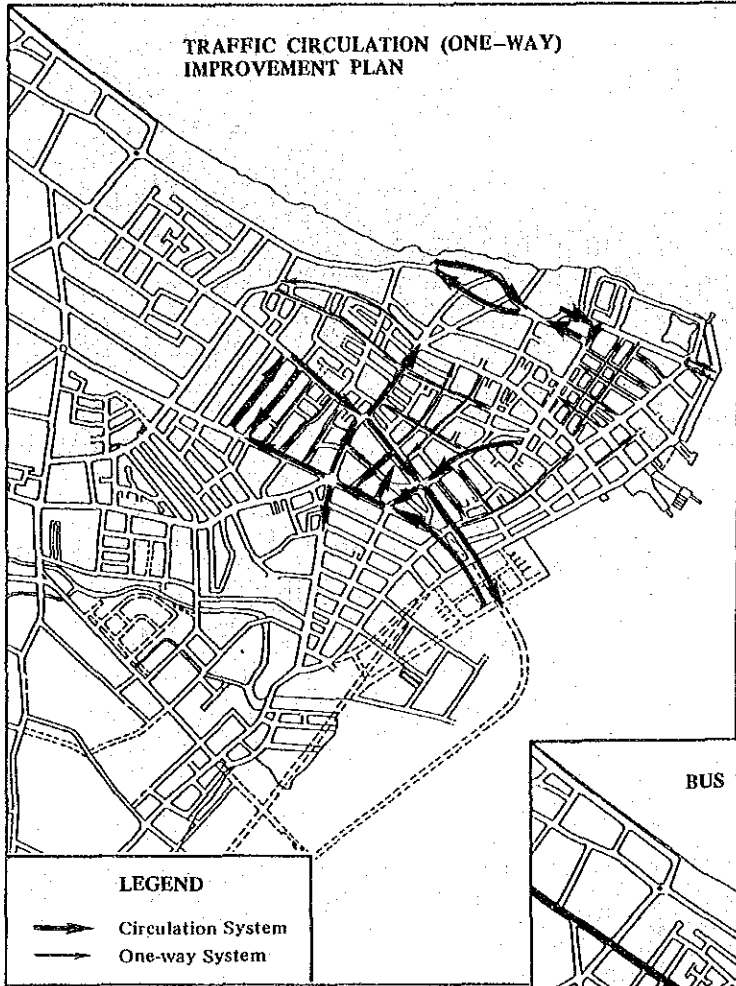 TRAFFIC CIRCULATION (ONE-WAY)
IMPROVEMENT PLAN
BUS
LEGEND
Circulation System
One-way System